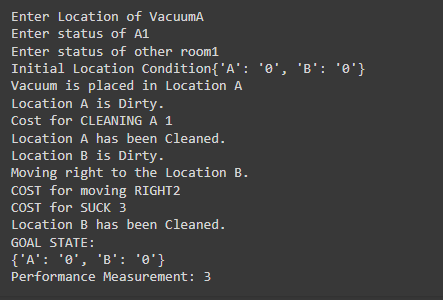 Enter Location of VacuumA
Enter status of A1
Enter status of other room1
Initial Location Condition{'A': '0', 'B': '0'}
Vacuum is placed in Location A
Location A is Dirty.
Cost for CLEANING A 1
Location A has been Cleaned.
Location B is Dirty.
Moving right to the Location B.
COST for moving RIGHT2
COST for SUCK 3
Location B has been Cleaned.
GOAL STATE:
{'A': '0', 'B': '0'}
Performance Measurement: 3